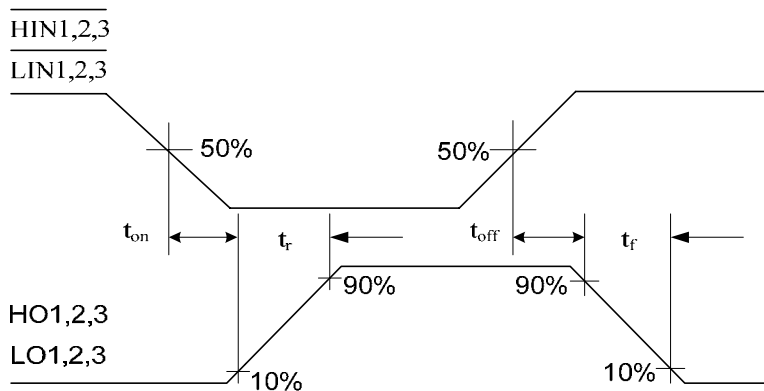 HIN1,2,3
LIN1,2,3
50%
50%
ton
tr
toff
tf
90%
90%
HO1,2,3
LO1,2,3
10%
10%